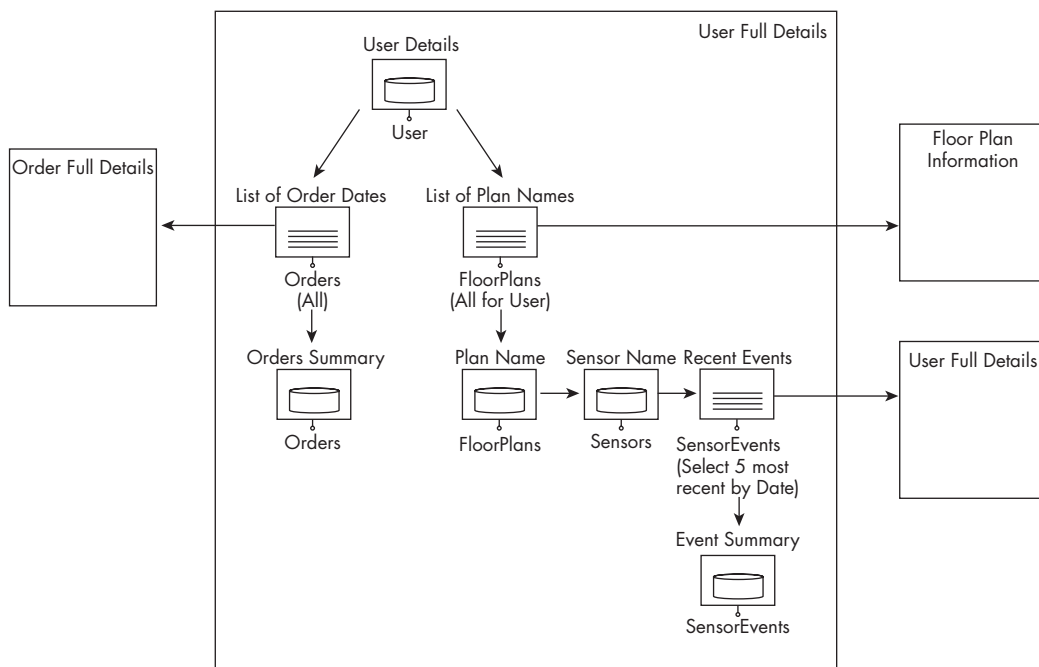 User Full Details
User Details
User
Order Full Details
Floor Plan
Information
List of Order Dates
List of Plan Names
Orders
(All)
FloorPlans
(All for User)
Orders Summary
Plan Name
Sensor Name
Recent Events
User Full Details
Orders
FloorPlans
Sensors
SensorEvents
(Select 5 most
recent by Date)
Event Summary
SensorEvents